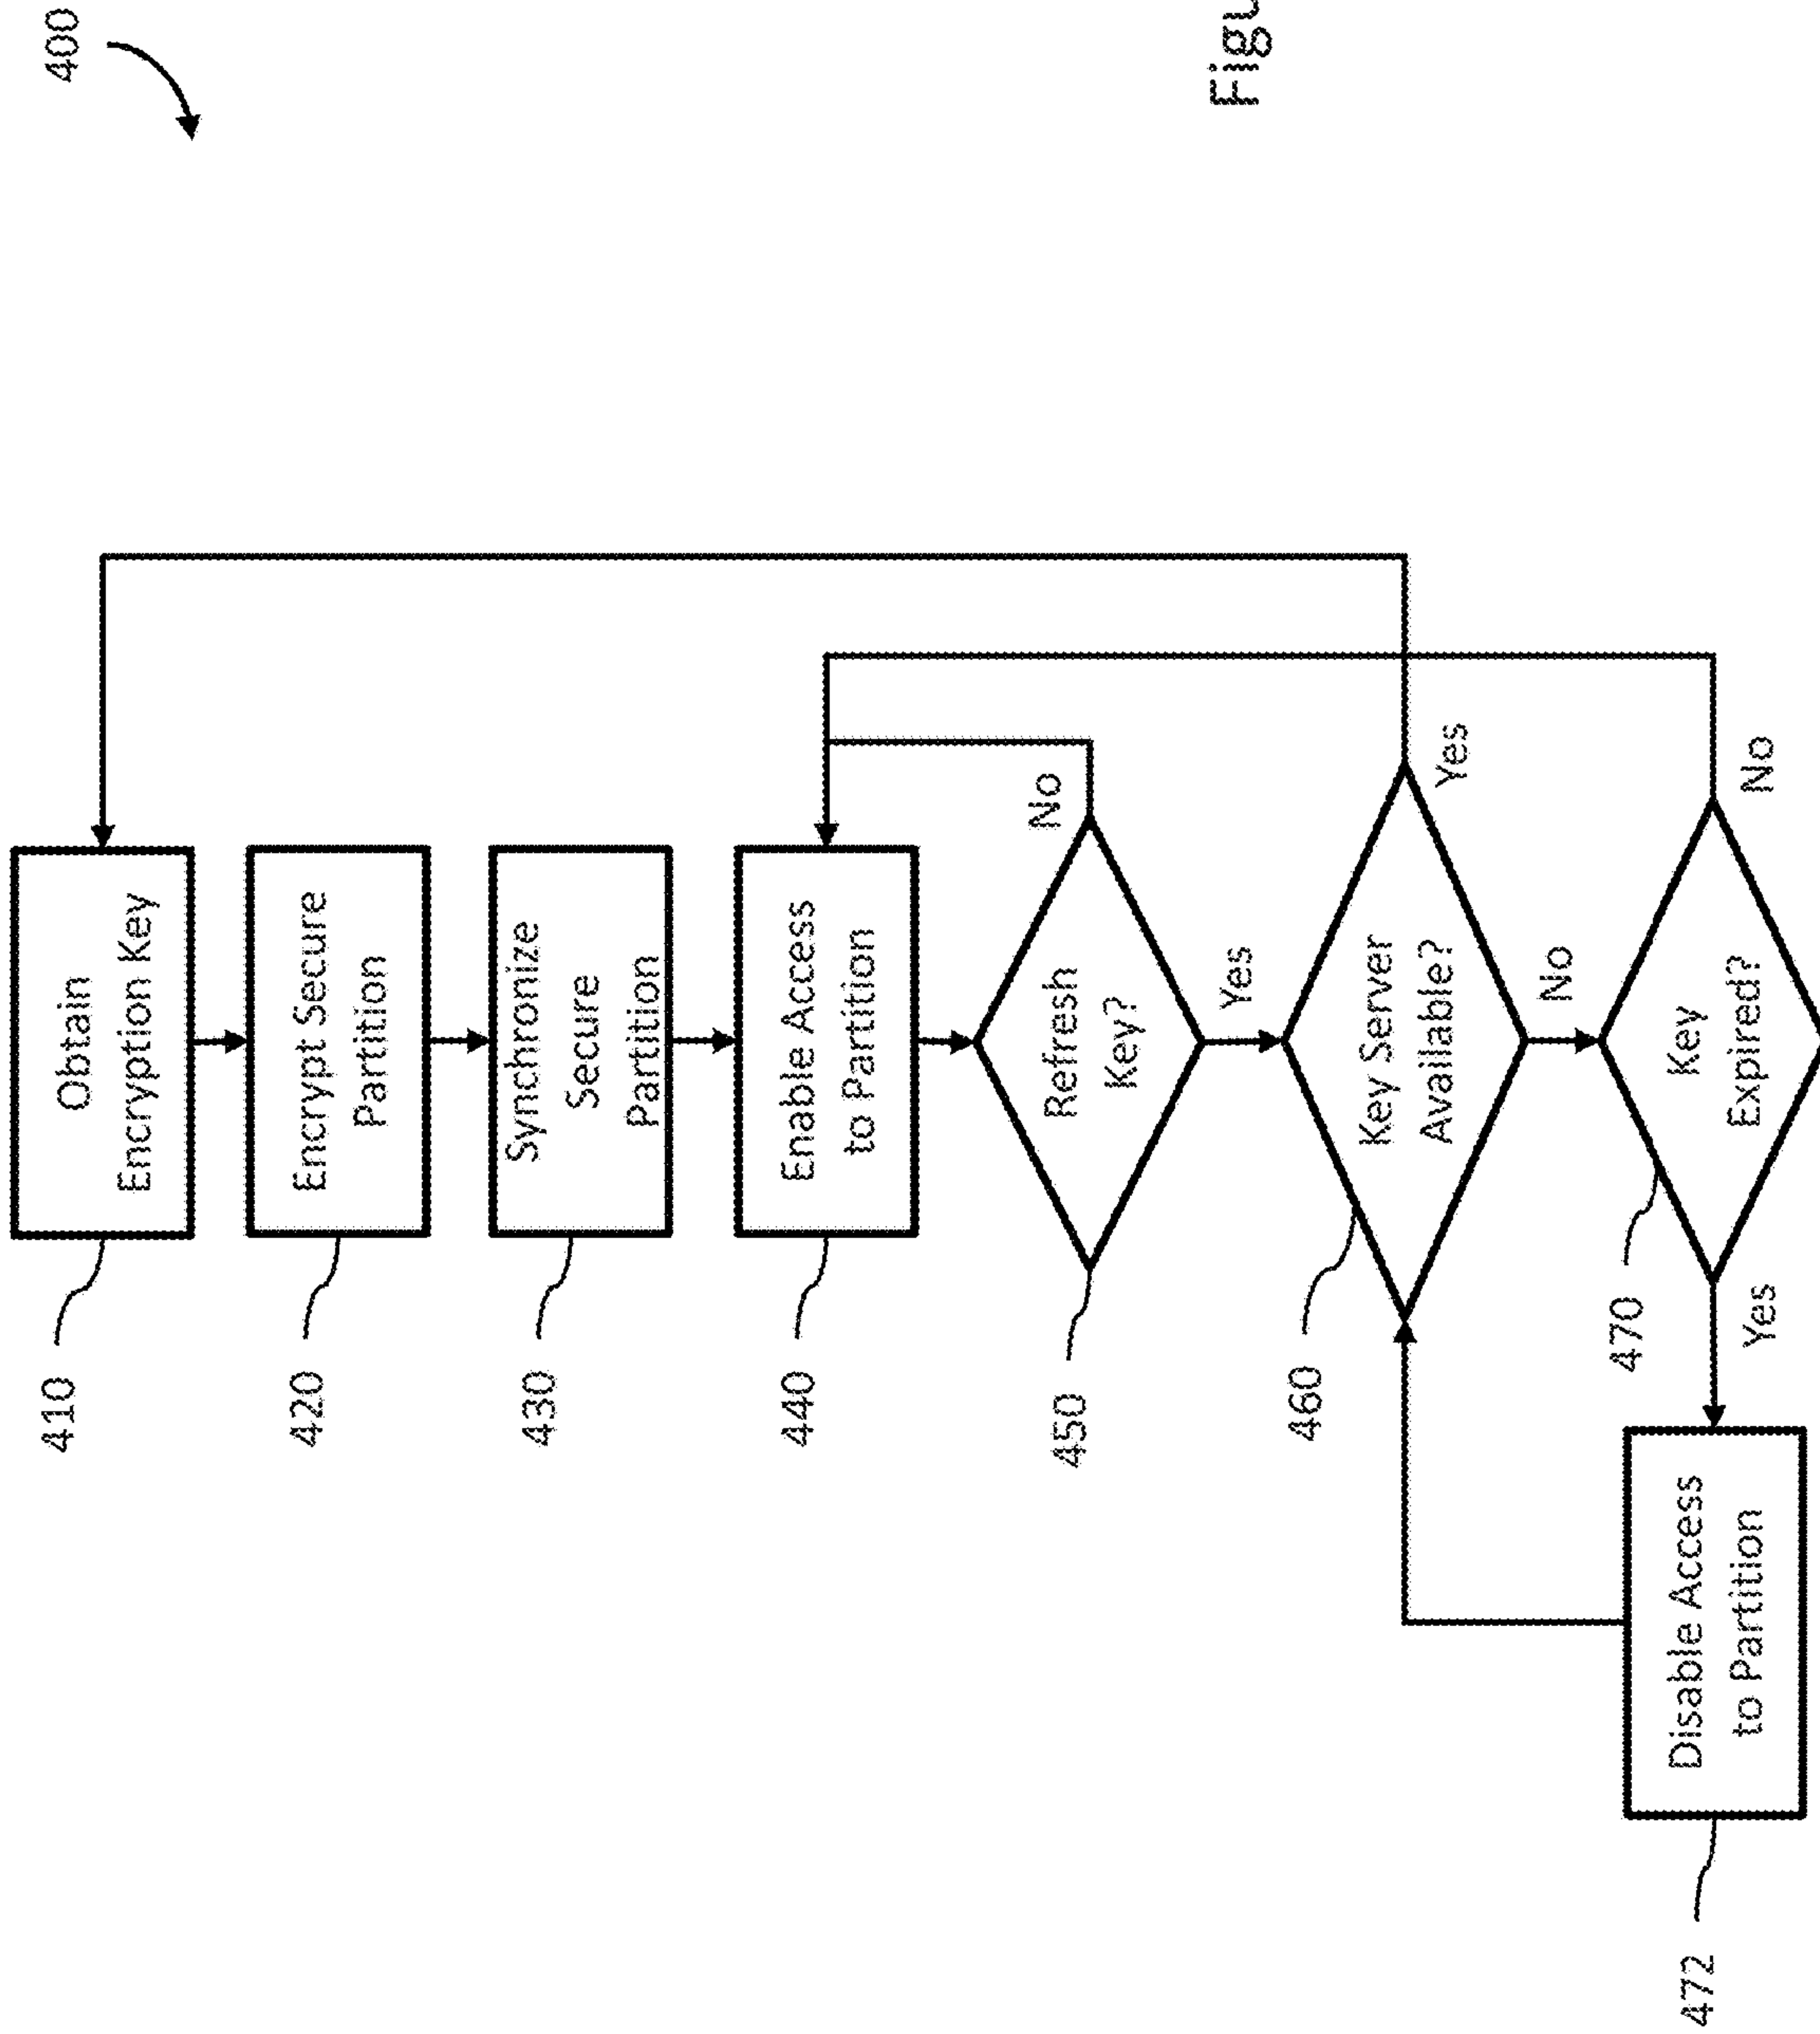 400
410
Obtain
Encryption Key
420
Encrypt Secure
Partition
430
Synchronize
Secure
Partition
440
Enable Access
to Partition
450
Refresh
Key?
No
Yes
460
Key Server
Available?
Yes
No
470
Key
Expired?
No
Yes
472
Disable Access
to Partition